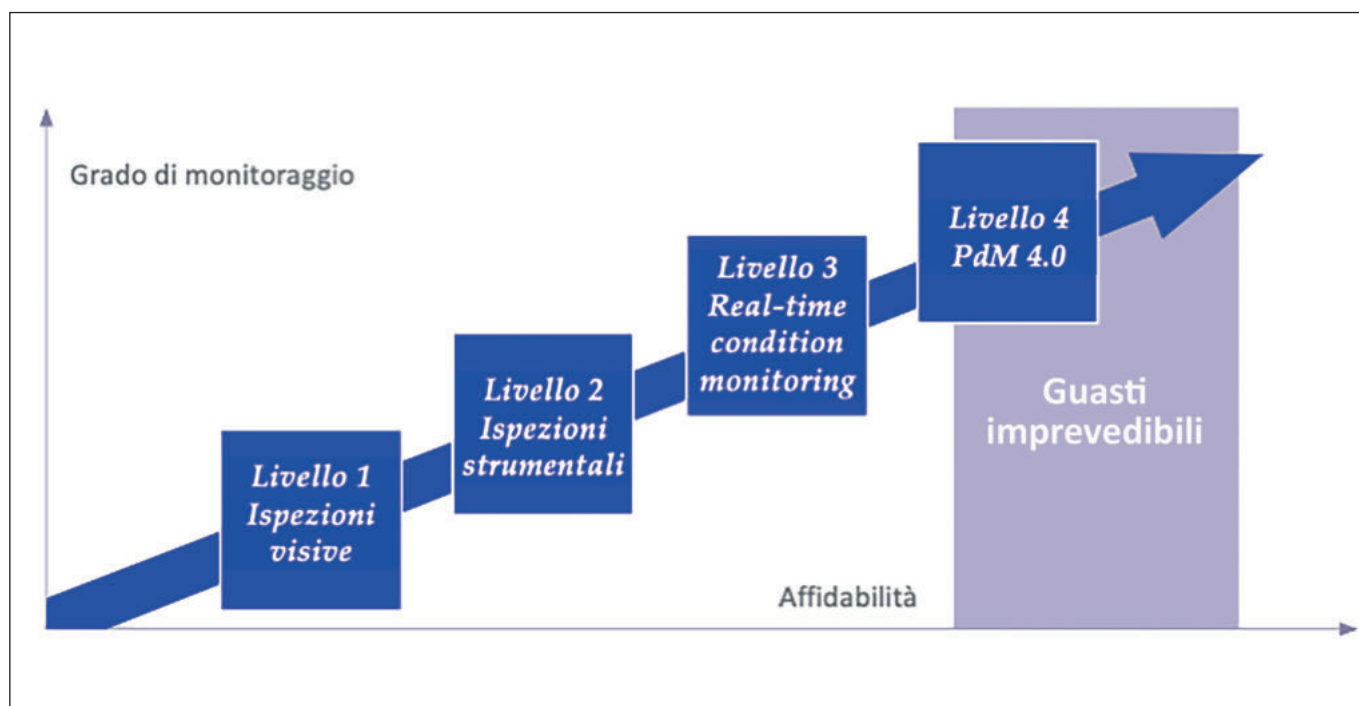 Grado di monitoraggio
Livello 1
Ispezioni
visive
Livello 2
Ispezioni
strumentali
Livello 3
Real-time
condition
monitoring
Livello 4
PdM 4.0
Guasti
imprevedibili
Affidabilità